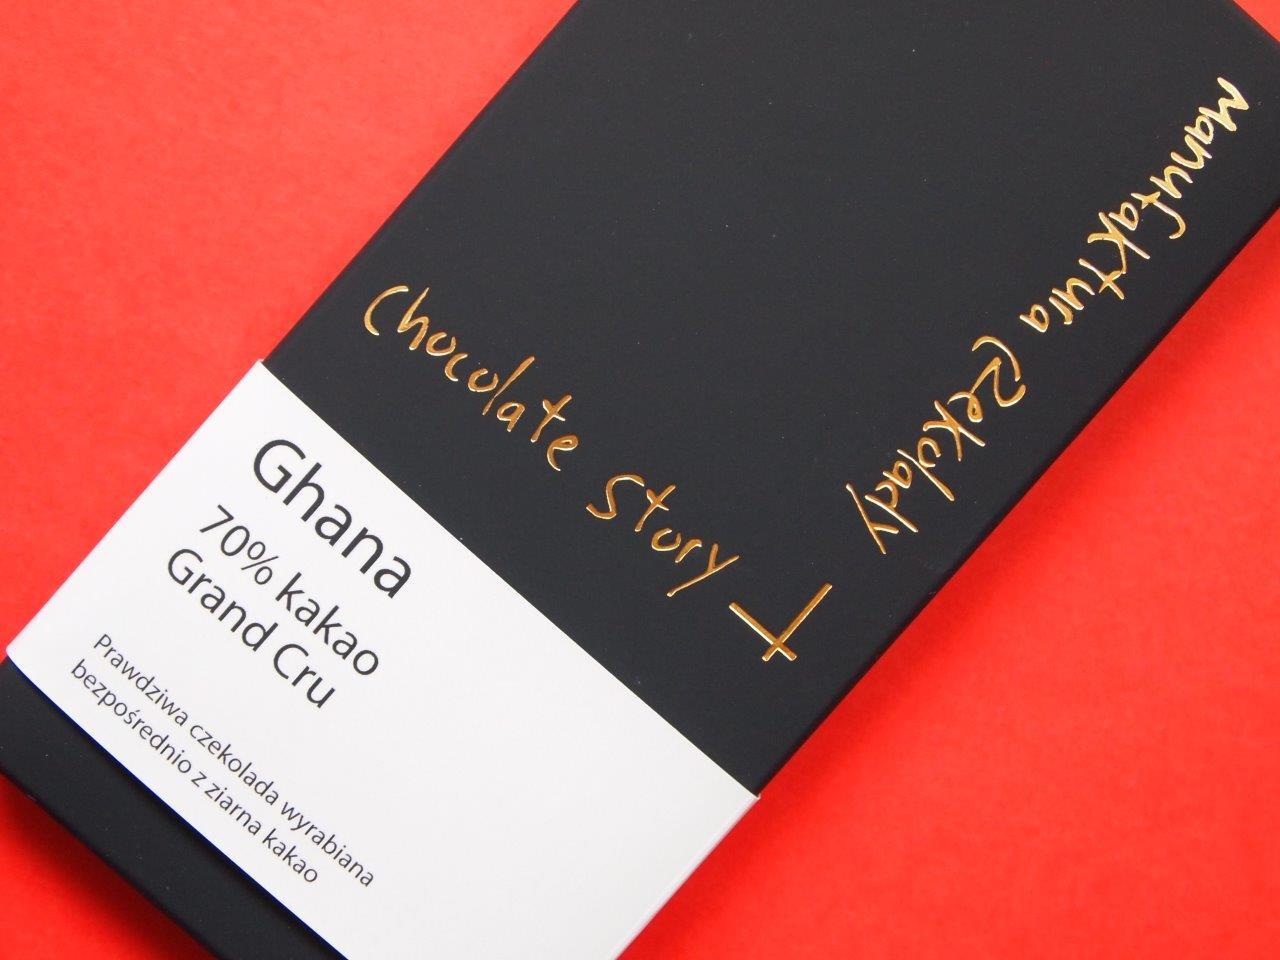 Manufaktura Czekolady
Chocolate Story
Ghana
70% kakao
Grand Cru
Prawdziwa czekolada wyrabiana
bezpośrednio z ziarna kakao